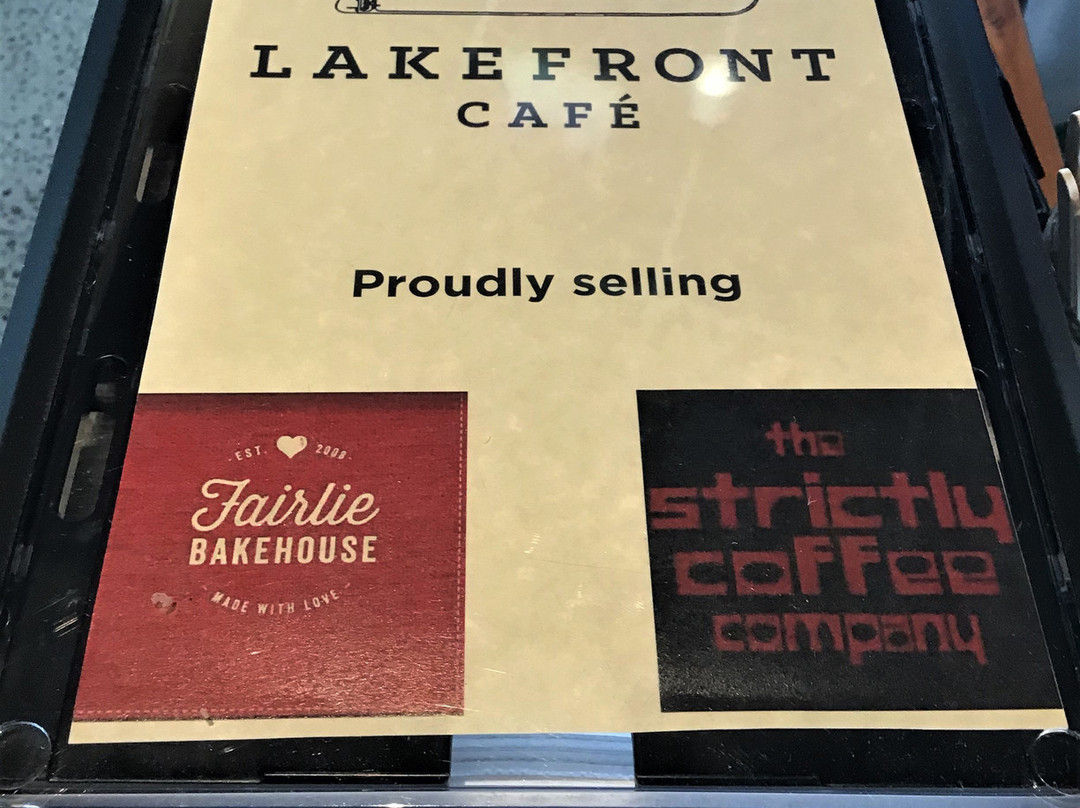 LAKEFRONT
CAFÉ
Proudly selling
EST. 2008
Fairlie
BAKEHOUSE
MADE WITH LOVE
the
strictly
coffee
company